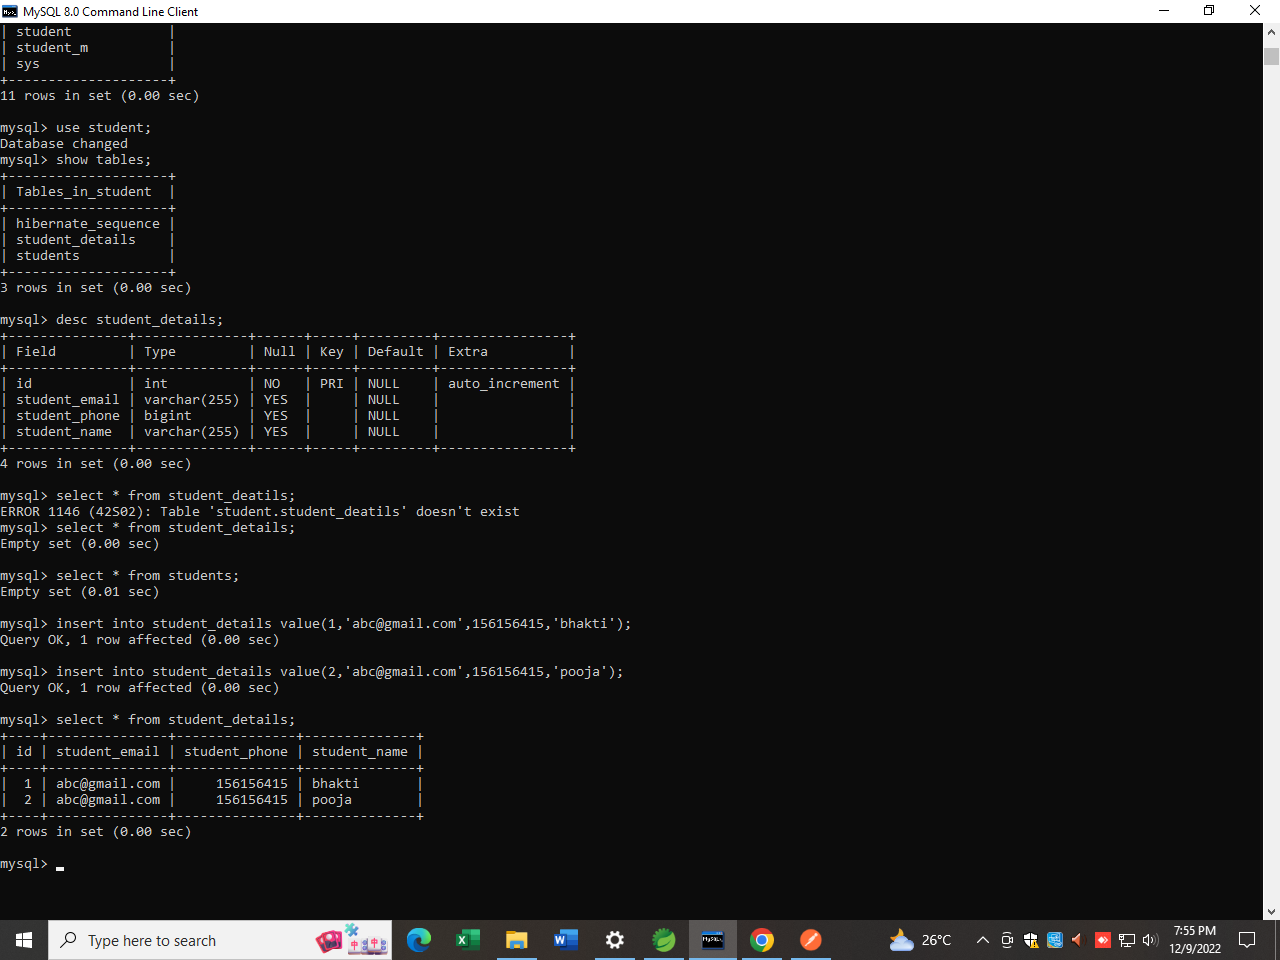 MySQL 8.0 Command Line Client
| student            |
| student_m          |
| sys                |
+--------------------+
11 rows in set (0.00 sec)
mysql> use student;
Database changed
mysql> show tables;
+--------------------+
| Tables_in_student  |
+--------------------+
| hibernate_sequence |
| student_details    |
| students           |
+--------------------+
3 rows in set (0.00 sec)
mysql> desc student_details;
+---------------+--------------+------+-----+---------+----------------+
| Field         | Type         | Null | Key | Default | Extra          |
+---------------+--------------+------+-----+---------+----------------+
| id            | int          | NO   | PRI | NULL    | auto_increment |
| student_email | varchar(255) | YES  |     | NULL    |                |
| student_phone | bigint       | YES  |     | NULL    |                |
| student_name  | varchar(255) | YES  |     | NULL    |                |
+---------------+--------------+------+-----+---------+----------------+
4 rows in set (0.00 sec)
mysql> select * from student_deatils;
ERROR 1146 (42S02): Table 'student.student_deatils' doesn't exist
mysql> select * from student_details;
Empty set (0.00 sec)
mysql> select * from students;
Empty set (0.01 sec)
mysql> insert into student_details value(1,'abc@gmail.com',156156415,'bhakti');
Query OK, 1 row affected (0.00 sec)
mysql> insert into student_details value(2,'abc@gmail.com',156156415,'pooja');
Query OK, 1 row affected (0.00 sec)
mysql> select * from student_details;
+----+---------------+---------------+--------------+
| id | student_email | student_phone | student_name |
+----+---------------+---------------+--------------+
|  1 | abc@gmail.com |     156156415 | bhakti       |
|  2 | abc@gmail.com |     156156415 | pooja        |
+----+---------------+---------------+--------------+
2 rows in set (0.00 sec)
mysql>
Type here to search
26°C
7:55 PM
12/9/2022